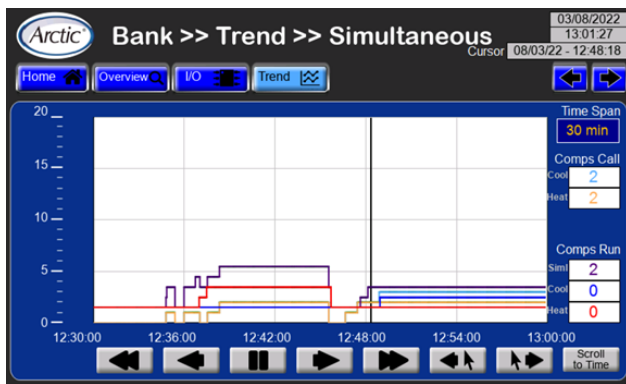 Arctic
Bank >> Trend >> Simultaneous
03/08/2022
13:01:27
Cursor 08/03/22 - 12:48:18
Home
Overview
I/O
Trend
Time Span
30 min
Comps Call
Cool 2
Heat 2
Comps Run
Siml 2
Cool 0
Heat 0
20
15
10
5
0
12:30:00 12:36:00 12:42:00 12:48:00 12:54:00 13:00:00
Scroll
to Time